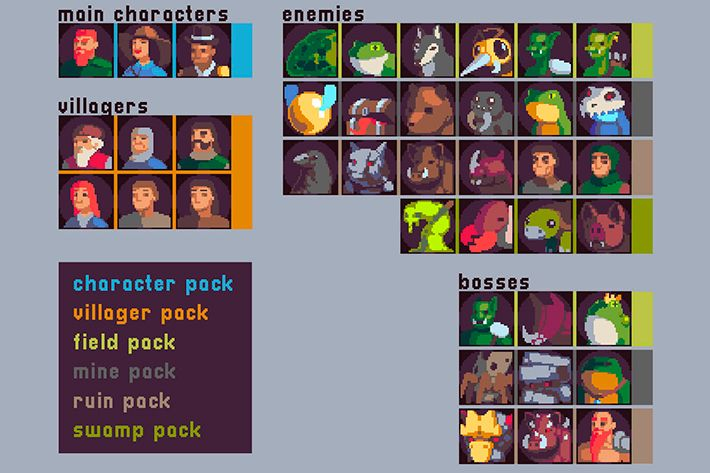 main characters
enemies
villagers
character pack
villager pack
field pack
mine pack
ruin pack
swamp pack
bosses